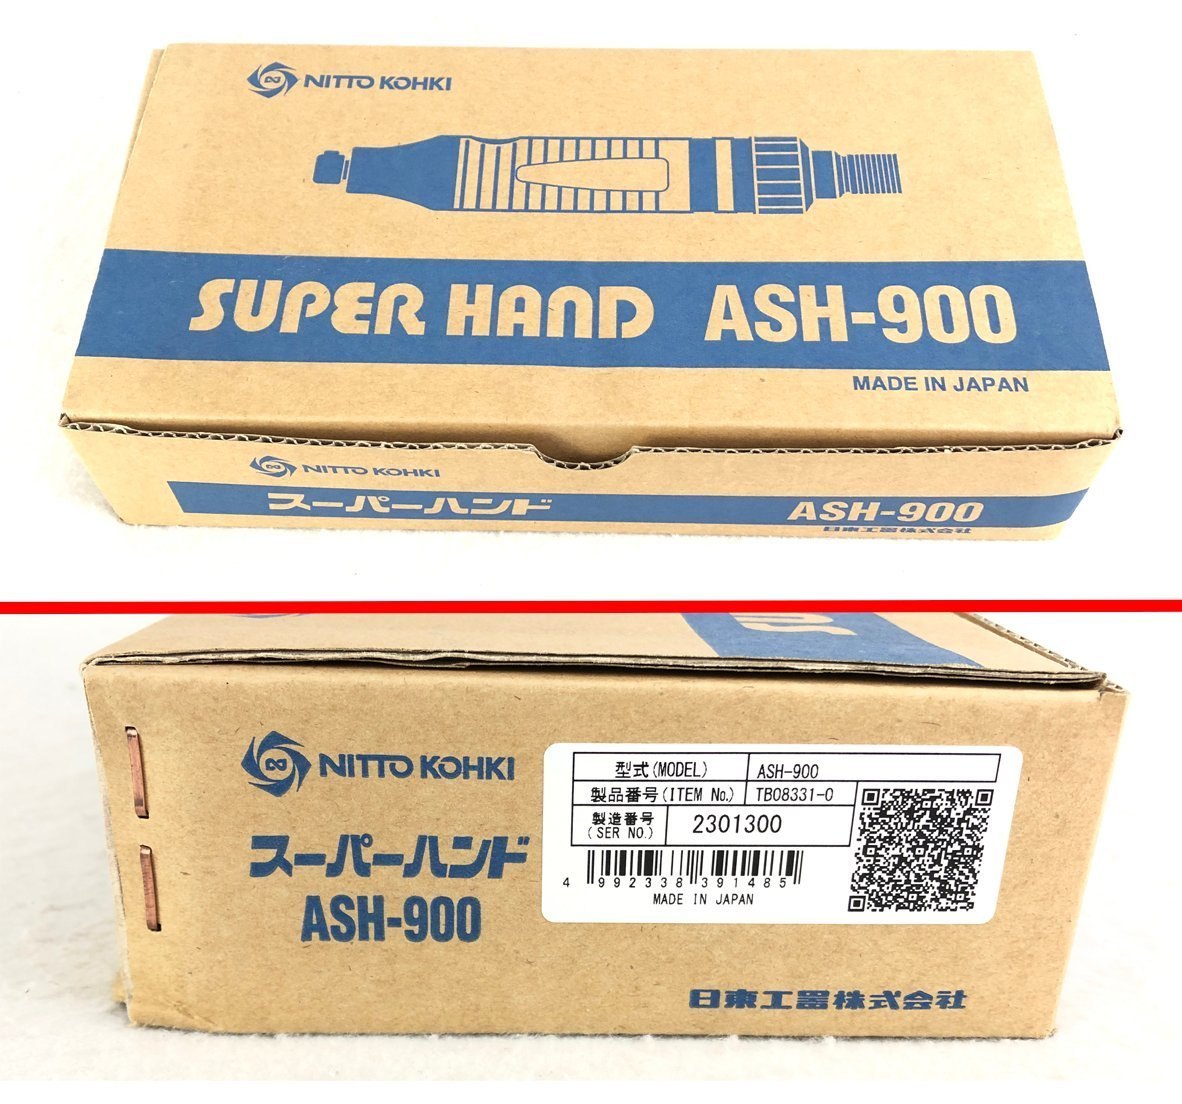 NITTO KOHKI
SUPER HAND ASH-900
MADE IN JAPAN
NITTO KOHKI
スーパーハンド ASH-900
日東工器株式会社
SU
NITTO KOHKI
スーパーハンド
ASH-900
型式(MODEL) ASH-900
製品番号(ITEM No.) TB08331-0
製造番号
(SER NO.) 2301300
4 992338 391485
MADE IN JAPAN
日東工器株式会社